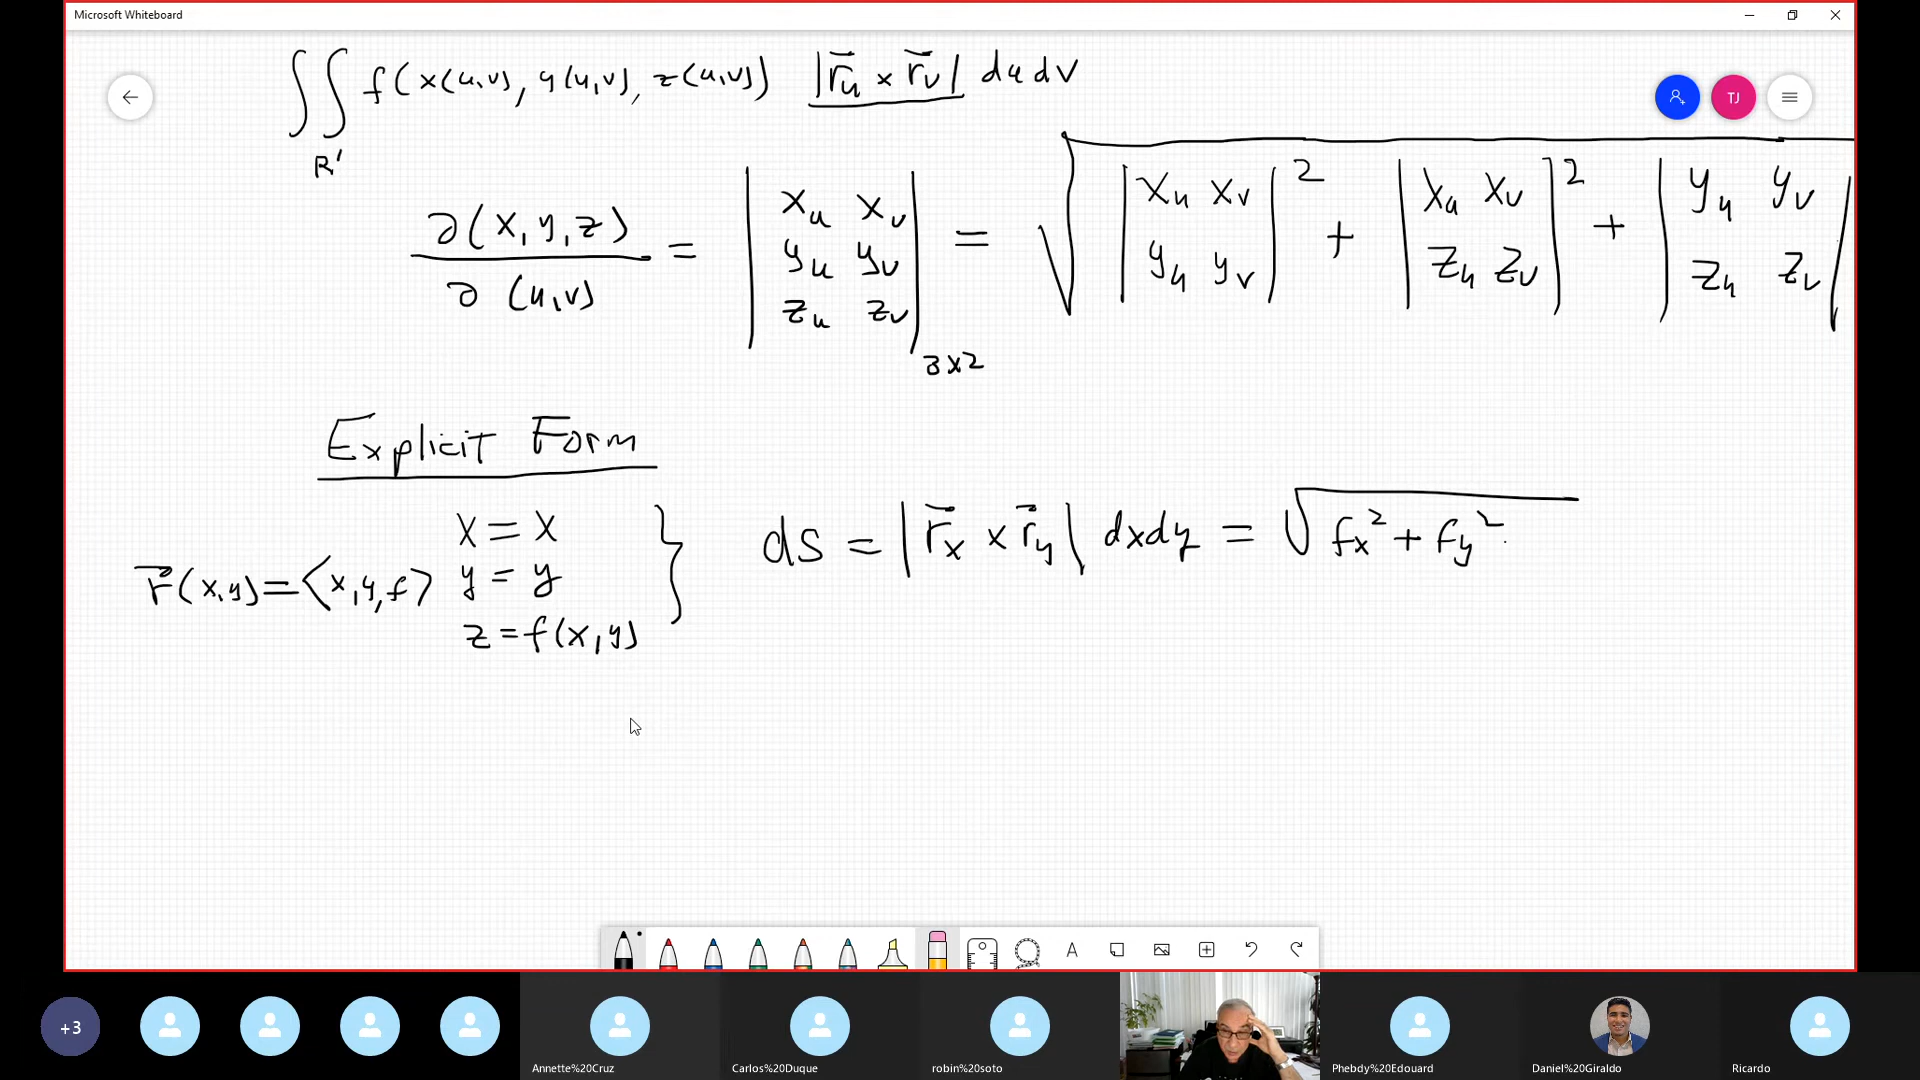 Microsoft Whiteboard
∬ f(x(u,v), y(u,v), z(u,v)) |r⃗u × r⃗v| du dv
R'
TJ
∂(x,y,z) / ∂(u,v) = | xu xv ; yu yv ; zu zv |3x2 = √ | xu xv ; yu yv |² + | xu xv ; zu zv |² + | yu yv ; zu zv |
Explicit Form
x = x
y = y
z = f(x,y)
r⃗(x,y) = ⟨x,y,f⟩
ds = |r⃗x × r⃗y| dxdy = √ fx² + fy²
A
+3
Annette%20Cruz
Carlos%20Duque
robin%20soto
Phebdy%20Edouard
Daniel%20Giraldo
Ricardo